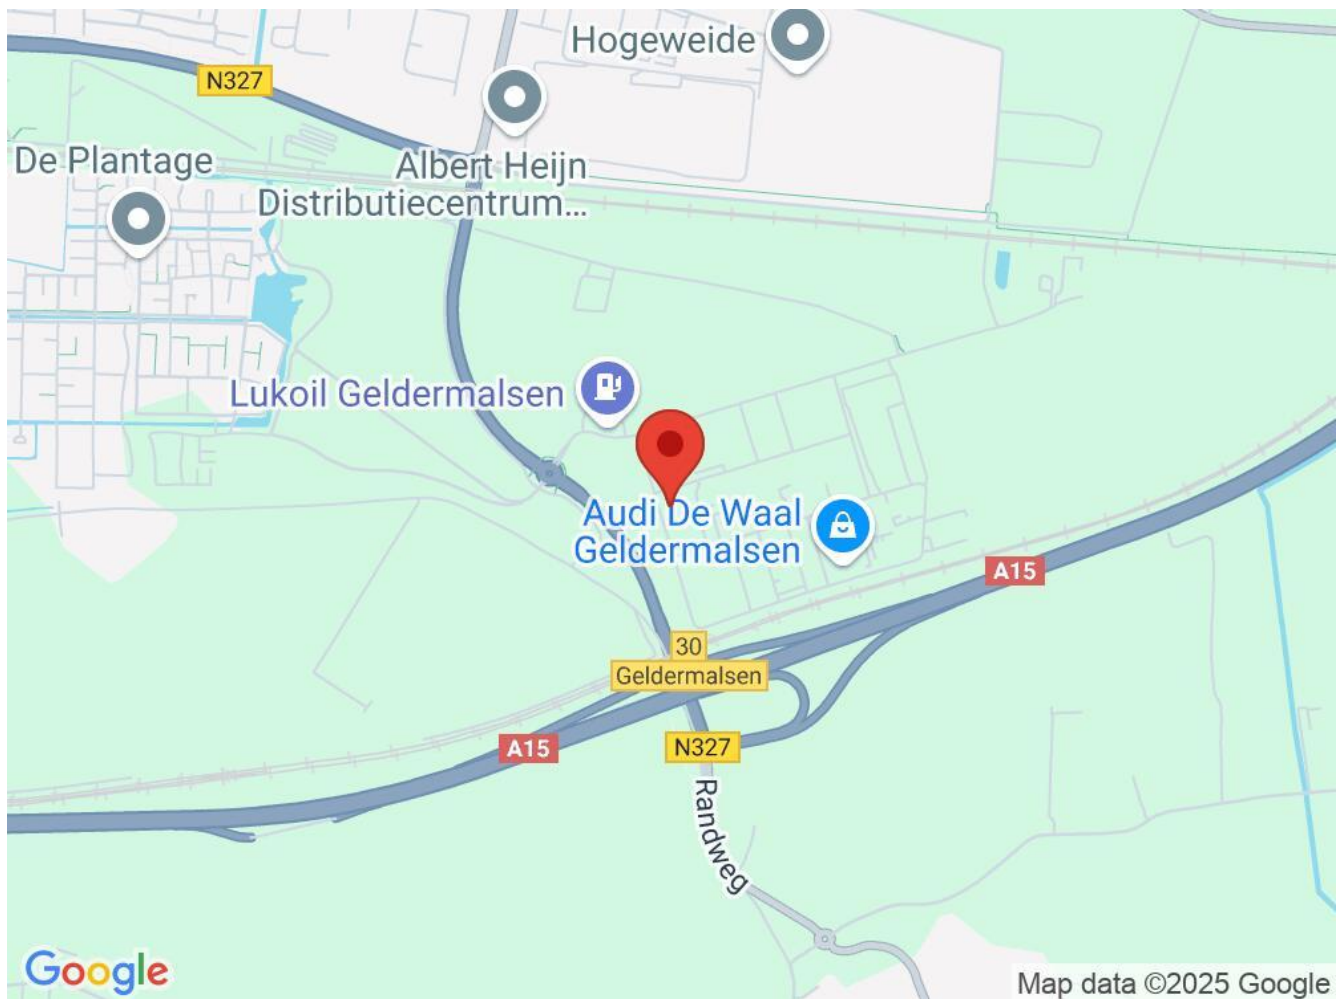 Hogeweide
N327
De Plantage
Albert Heijn
Distributiecentrum...
Lukoil Geldermalsen
Audi De Waal
Geldermalsen
A15
30
Geldermalsen
A15
N327
Randweg
Google
Map data ©2025 Google